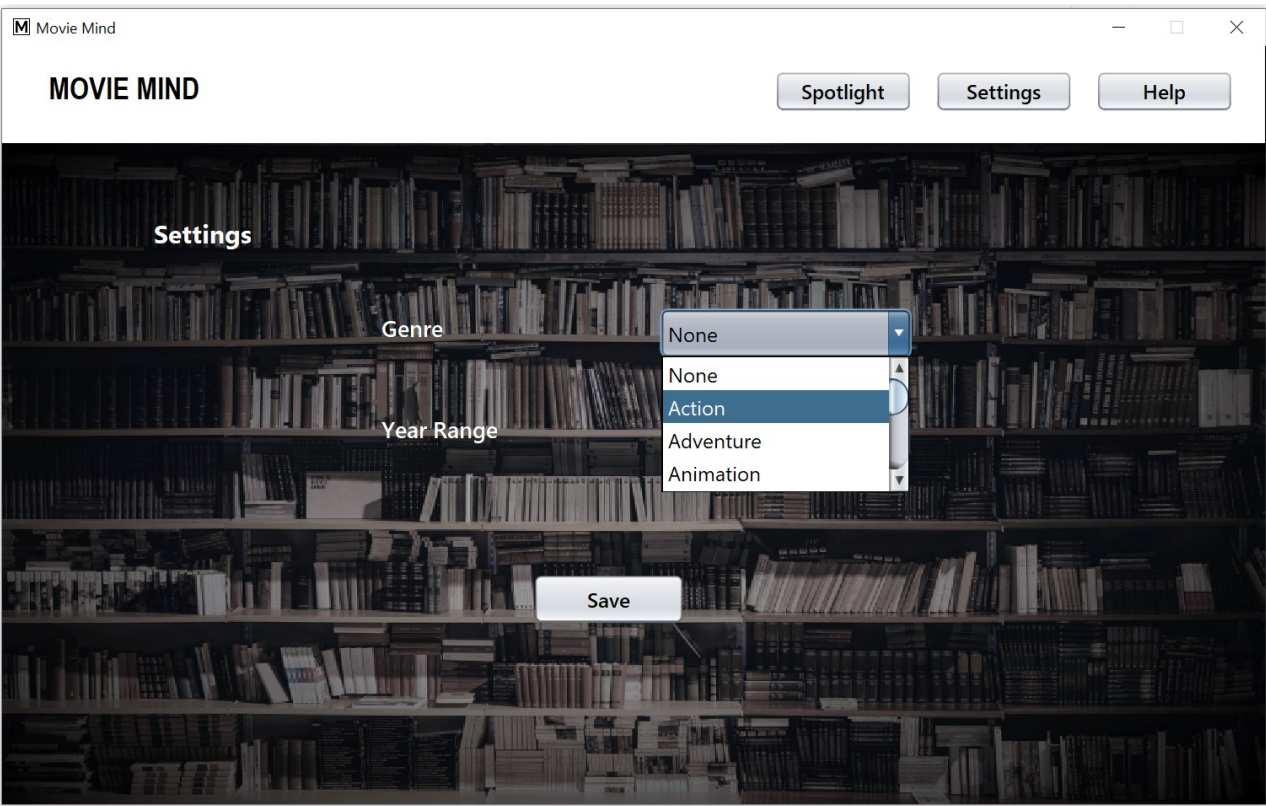 M Movie Mind
MOVIE MIND
Spotlight
Settings
Help
Settings
Genre
None
None
Action
Adventure
Animation
Year Range
Save